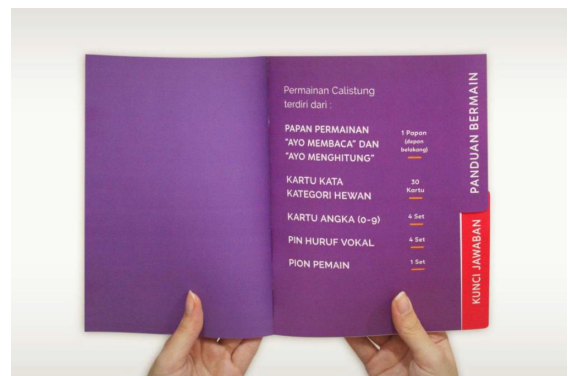 Permainan Calistung
terdiri dari :
PAPAN PERMAINAN
"AYO MEMBACA" DAN
"AYO MENGHITUNG"
1 Papan
(depan
belakang)
KARTU KATA
KATEGORI HEWAN
30
Kartu
KARTU ANGKA (0-9)
4 Set
PIN HURUF VOKAL
4 Set
PION PEMAIN
1 Set
PANDUAN BERMAIN
KUNCI JAWABAN